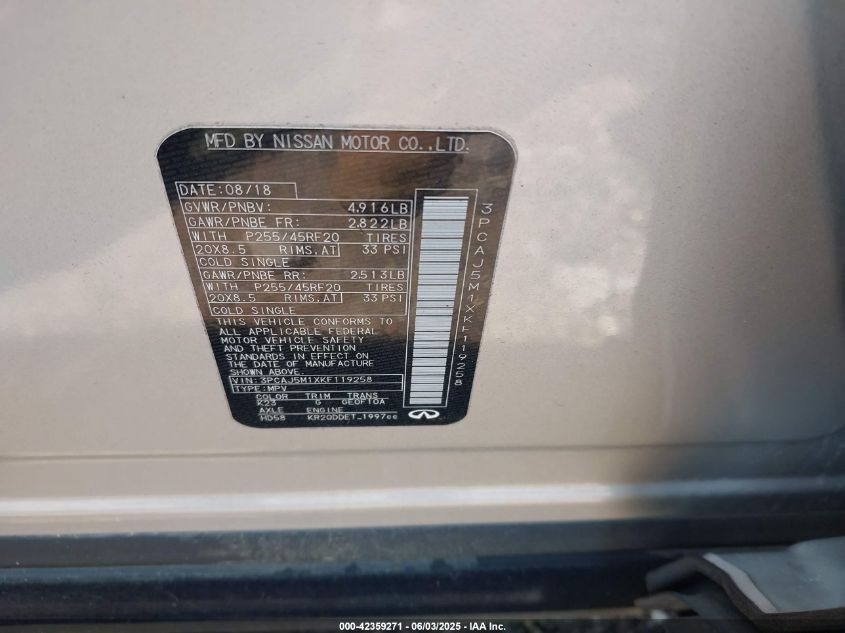 MFD BY NISSAN MOTOR CO.,LTD.
DATE:08/18
GVWR/PNBV: 4.916LB
GAWR/PNBE FR: 2.822LB
WITH P255/45RF20 TIRES
20X8.5 RIMS,AT 33 PSI
COLD SINGLE
GAWR/PNBE RR: 2.513LB
WITH P255/45RF20 TIRES
20X8.5 RIMS,AT 33 PSI
COLD SINGLE
THIS VEHICLE CONFORMS TO
ALL APPLICABLE FEDERAL
MOTOR VEHICLE SAFETY
AND THEFT PREVENTION
STANDARDS IN EFFECT ON
THE DATE OF MANUFACTURE
SHOWN ABOVE.
VIN:3PCAJ5M1XKF119258
TYPE:MPV
COLOR TRIM TRANS
K23 G GEOF10A
AXLE ENGINE
HD58 KR20DDET_1997cc
3PCAJ5M1XKF119258
000-42359271 - 06/03/2025 - IAA Inc.